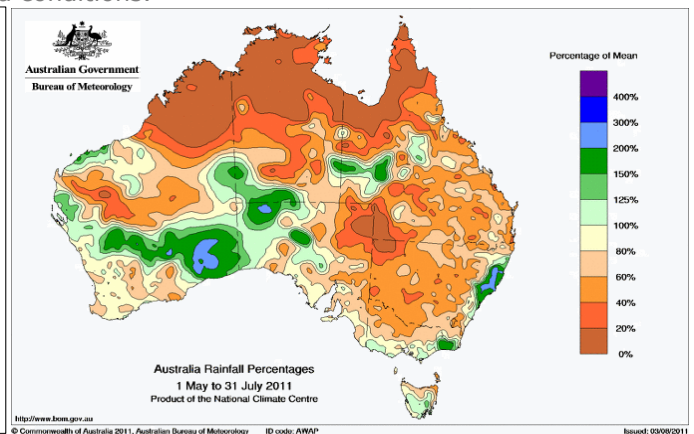 conditions.
Australian Government
Bureau of Meteorology
Percentage of Mean
400%
300%
200%
150%
125%
100%
80%
60%
40%
20%
0%
Australia Rainfall Percentages
1 May to 31 July 2011
Product of the National Climate Centre
http://www.bom.gov.au
© Commonwealth of Australia 2011, Australian Bureau of Meteorology ID code: AWAP Issued: 03/08/2011